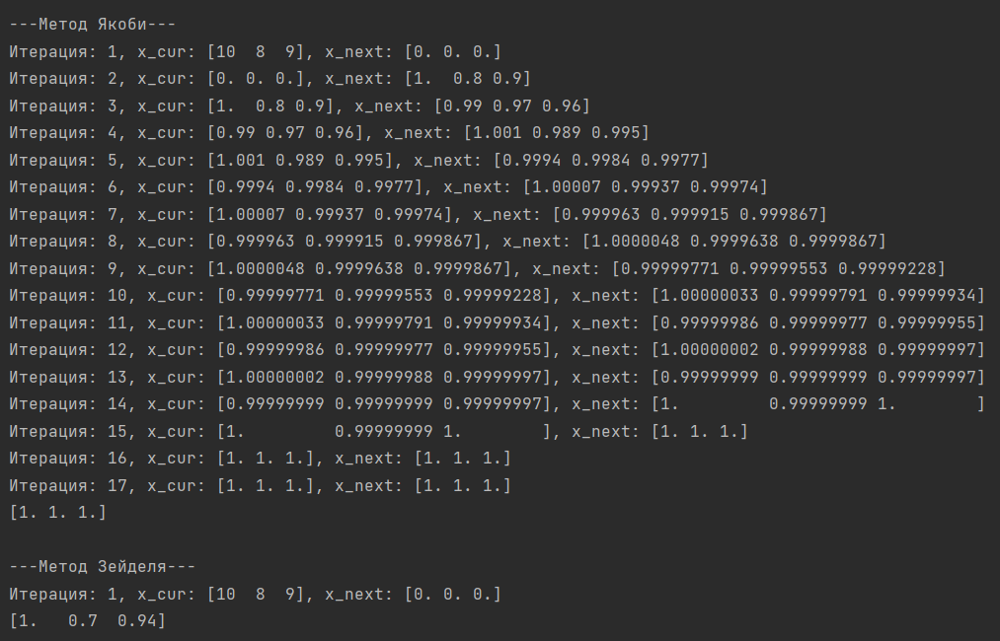 ---Метод Якоби---
Итерация: 1, x_cur: [10  8  9], x_next: [0. 0. 0.]
Итерация: 2, x_cur: [0. 0. 0.], x_next: [1.  0.8 0.9]
Итерация: 3, x_cur: [1.  0.8 0.9], x_next: [0.99 0.97 0.96]
Итерация: 4, x_cur: [0.99 0.97 0.96], x_next: [1.001 0.989 0.995]
Итерация: 5, x_cur: [1.001 0.989 0.995], x_next: [0.9994 0.9984 0.9977]
Итерация: 6, x_cur: [0.9994 0.9984 0.9977], x_next: [1.00007 0.99937 0.99974]
Итерация: 7, x_cur: [1.00007 0.99937 0.99974], x_next: [0.999963 0.999915 0.999867]
Итерация: 8, x_cur: [0.999963 0.999915 0.999867], x_next: [1.0000048 0.9999638 0.9999867]
Итерация: 9, x_cur: [1.0000048 0.9999638 0.9999867], x_next: [0.99999771 0.99999553 0.99999228]
Итерация: 10, x_cur: [0.99999771 0.99999553 0.99999228], x_next: [1.00000033 0.99999791 0.99999934]
Итерация: 11, x_cur: [1.00000033 0.99999791 0.99999934], x_next: [0.99999986 0.99999977 0.99999955]
Итерация: 12, x_cur: [0.99999986 0.99999977 0.99999955], x_next: [1.00000002 0.99999988 0.99999997]
Итерация: 13, x_cur: [1.00000002 0.99999988 0.99999997], x_next: [0.99999999 0.99999999 0.99999997]
Итерация: 14, x_cur: [0.99999999 0.99999999 0.99999997], x_next: [1.         0.99999999 1.        ]
Итерация: 15, x_cur: [1.         0.99999999 1.        ], x_next: [1. 1. 1.]
Итерация: 16, x_cur: [1. 1. 1.], x_next: [1. 1. 1.]
Итерация: 17, x_cur: [1. 1. 1.], x_next: [1. 1. 1.]
[1. 1. 1.]
---Метод Зейделя---
Итерация: 1, x_cur: [10  8  9], x_next: [0. 0. 0.]
[1.   0.7  0.94]